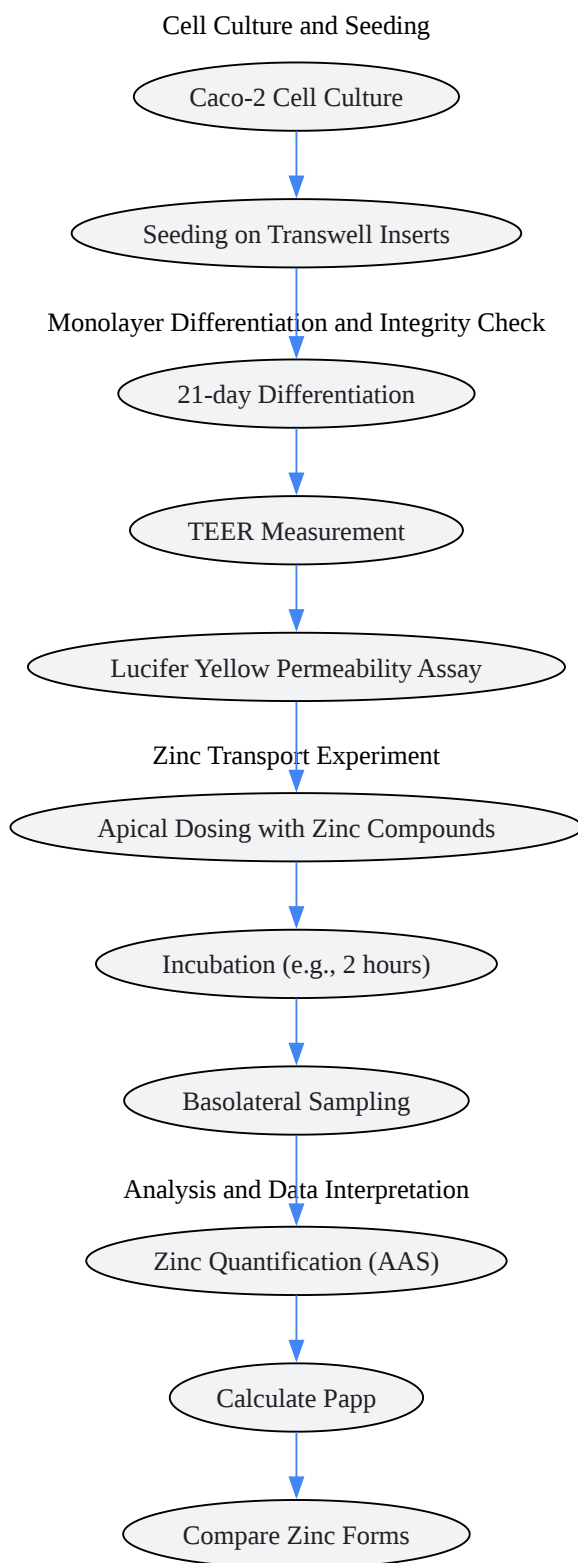 Cell Culture and Seeding
Caco-2 Cell Culture
Seeding on Transwell Inserts
Monolayer Differentiation and Integrity Check
21-day Differentiation
TEER Measurement
Lucifer Yellow Permeability Assay
Zinc Transport Experiment
Apical Dosing with Zinc Compounds
Incubation (e.g., 2 hours)
Basolateral Sampling
Analysis and Data Interpretation
Zinc Quantification (AAS)
Calculate Papp
Compare Zinc Forms